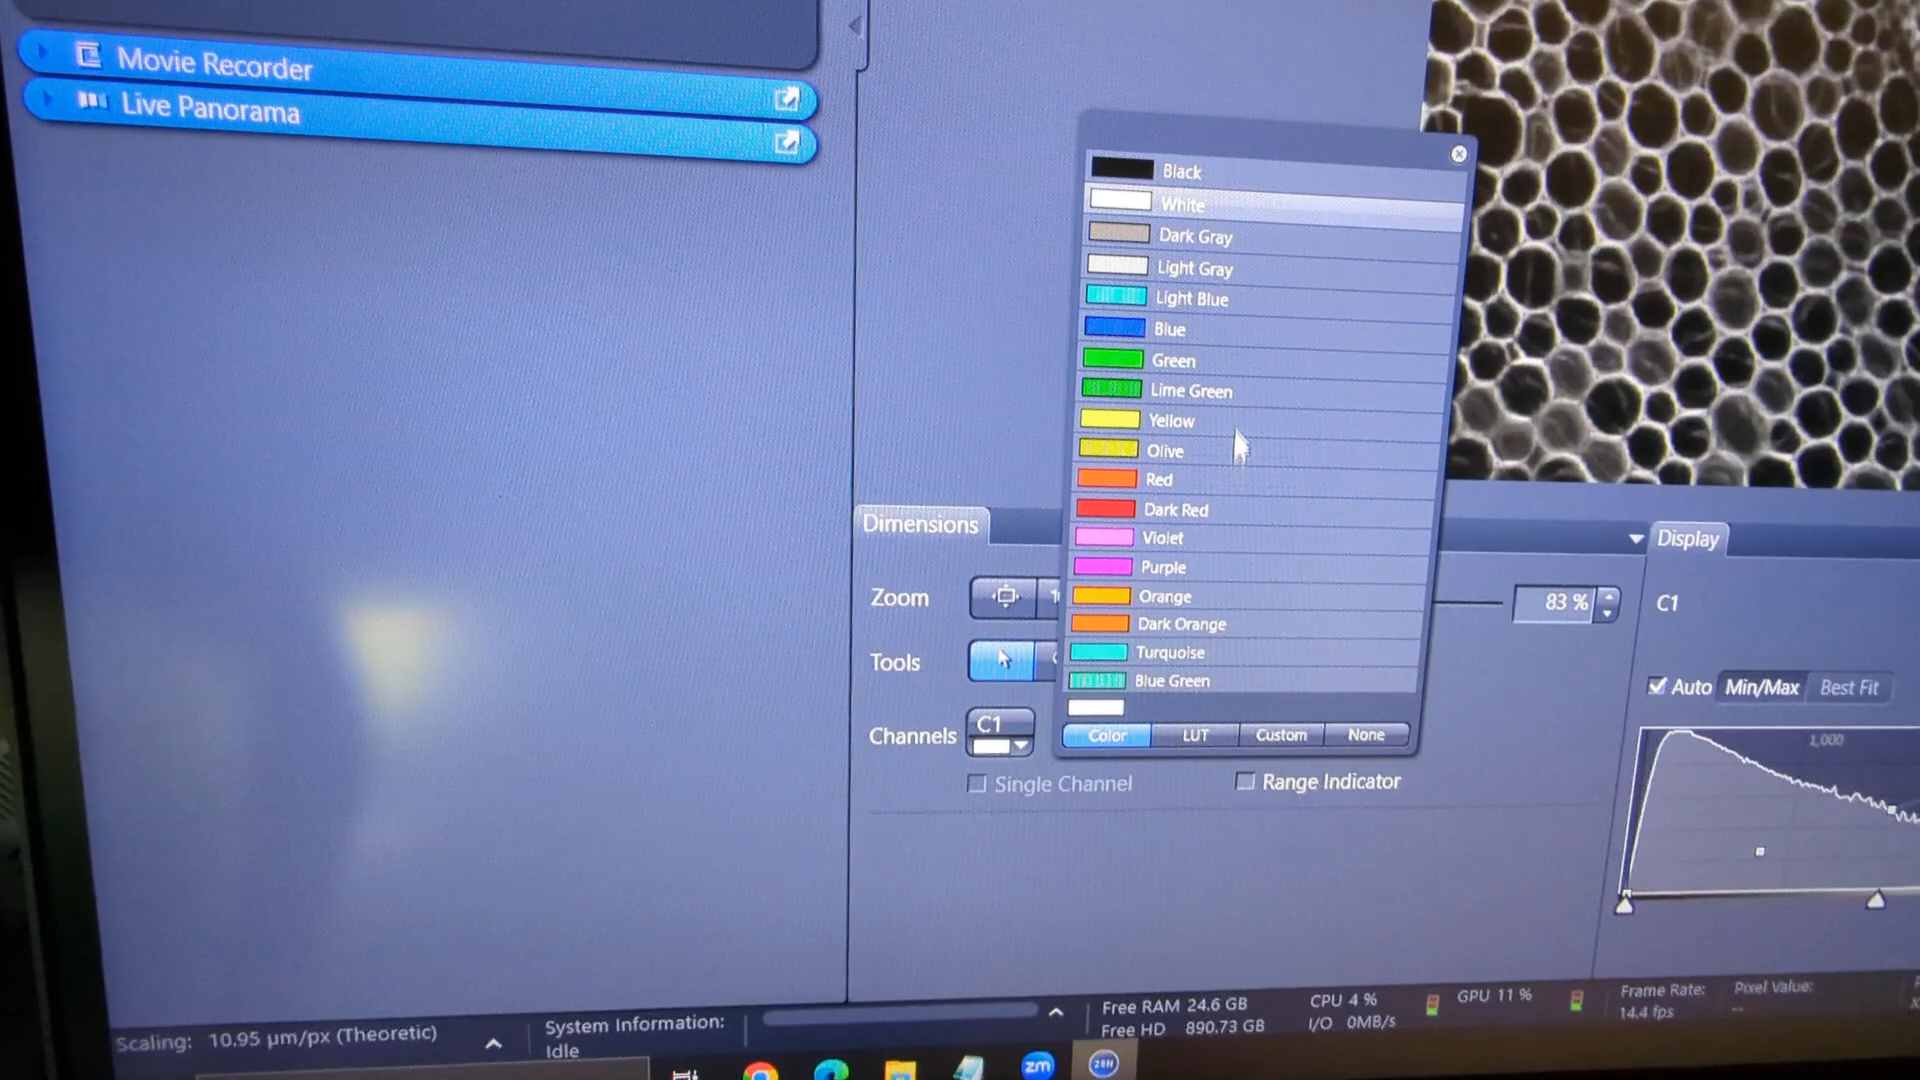 Movie Recorder
Live Panorama
Black
White
Dark Gray
Light Gray
Light Blue
Blue
Green
Lime Green
Yellow
Olive
Red
Dark Red
Violet
Purple
Orange
Dark Orange
Turquoise
Blue Green
Color LUT Custom None
Dimensions
Zoom
83 %
Tools
Channels C1
Single Channel Range Indicator
Display
C1
Auto Min/Max Best Fit
1,000
Scaling: 10.95 µm/px (Theoretic)
System Information:
Idle
Free RAM 24.6 GB
Free HD 890.73 GB
CPU 4 %
I/O 0MB/s
GPU 11 %
Frame Rate:
14.4 fps
Pixel Value:
--
zm
ZEN